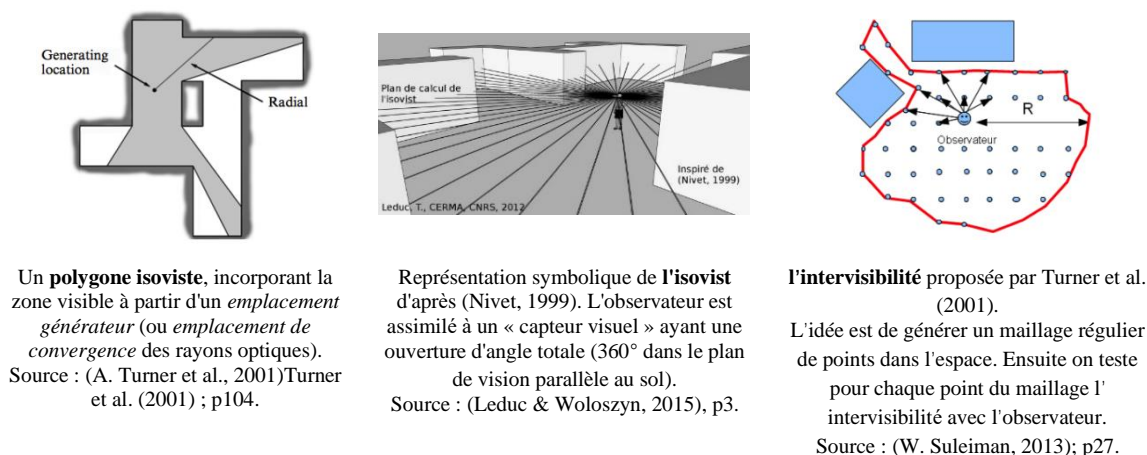 Generating
location
Radial
Plan de calcul de
l'isovist
Inspiré de
(Nivet, 1999)
Leduc, T., CERMA, CNRS, 2012
R
Observateur
Un polygone isoviste, incorporant la
zone visible à partir d'un emplacement
générateur (ou emplacement de
convergence des rayons optiques).
Source : (A. Turner et al., 2001)Turner
et al. (2001) ; p104.
Représentation symbolique de l'isovist
d'après (Nivet, 1999). L'observateur est
assimilé à un « capteur visuel » ayant une
ouverture d'angle totale (360° dans le plan
de vision parallèle au sol).
Source : (Leduc & Woloszyn, 2015), p3.
l'intervisibilité proposée par Turner et al.
(2001).
L'idée est de générer un maillage régulier
de points dans l'espace. Ensuite on teste
pour chaque point du maillage l'
intervisibilité avec l'observateur.
Source : (W. Suleiman, 2013); p27.